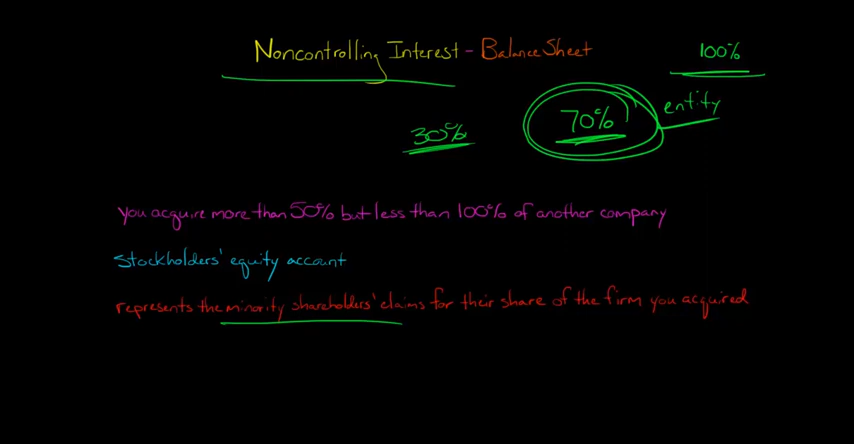 Noncontrolling Interest - Balance Sheet
100%
30%
70%
entity
you acquire more than 50% but less than 100% of another company
Stockholders' equity account
represents the minority shareholders' claims for their share of the firm you acquired